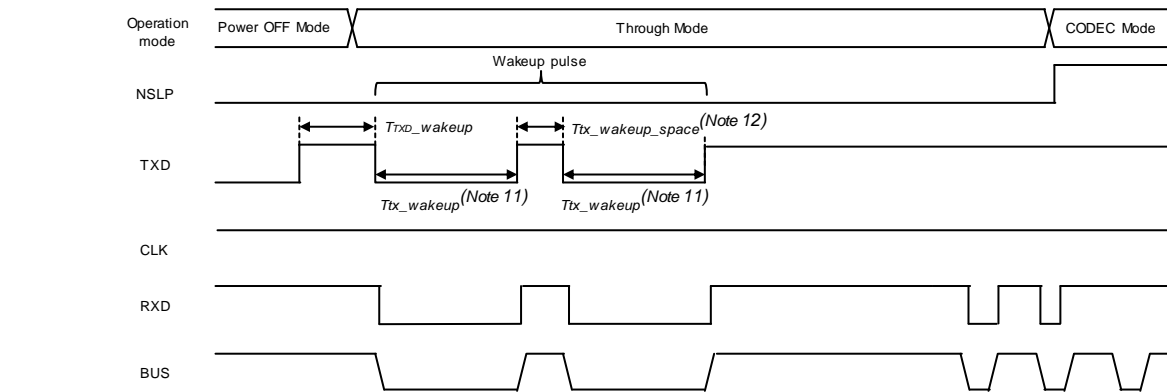 Operation mode
Power OFF Mode
Through Mode
CODEC Mode
Wakeup pulse
NSLP
TTXD_wakeup
Ttx_wakeup_space(Note 12)
TXD
Ttx_wakeup(Note 11)
Ttx_wakeup(Note 11)
CLK
RXD
BUS